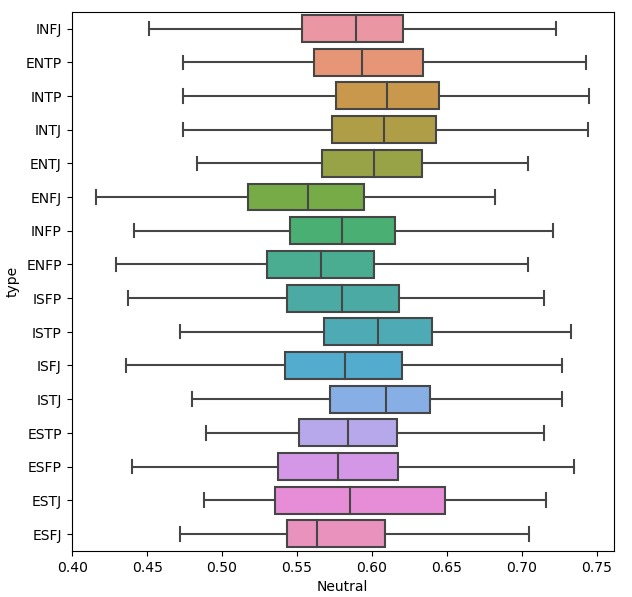 INFJ
ENTP
INTP
INTJ
ENTJ
ENFJ
INFP
ENFP
ISFP
ISTP
ISFJ
ISTJ
ESTP
ESFP
ESTJ
ESFJ
type
0.40 0.45 0.50 0.55 0.60 0.65 0.70 0.75
Neutral